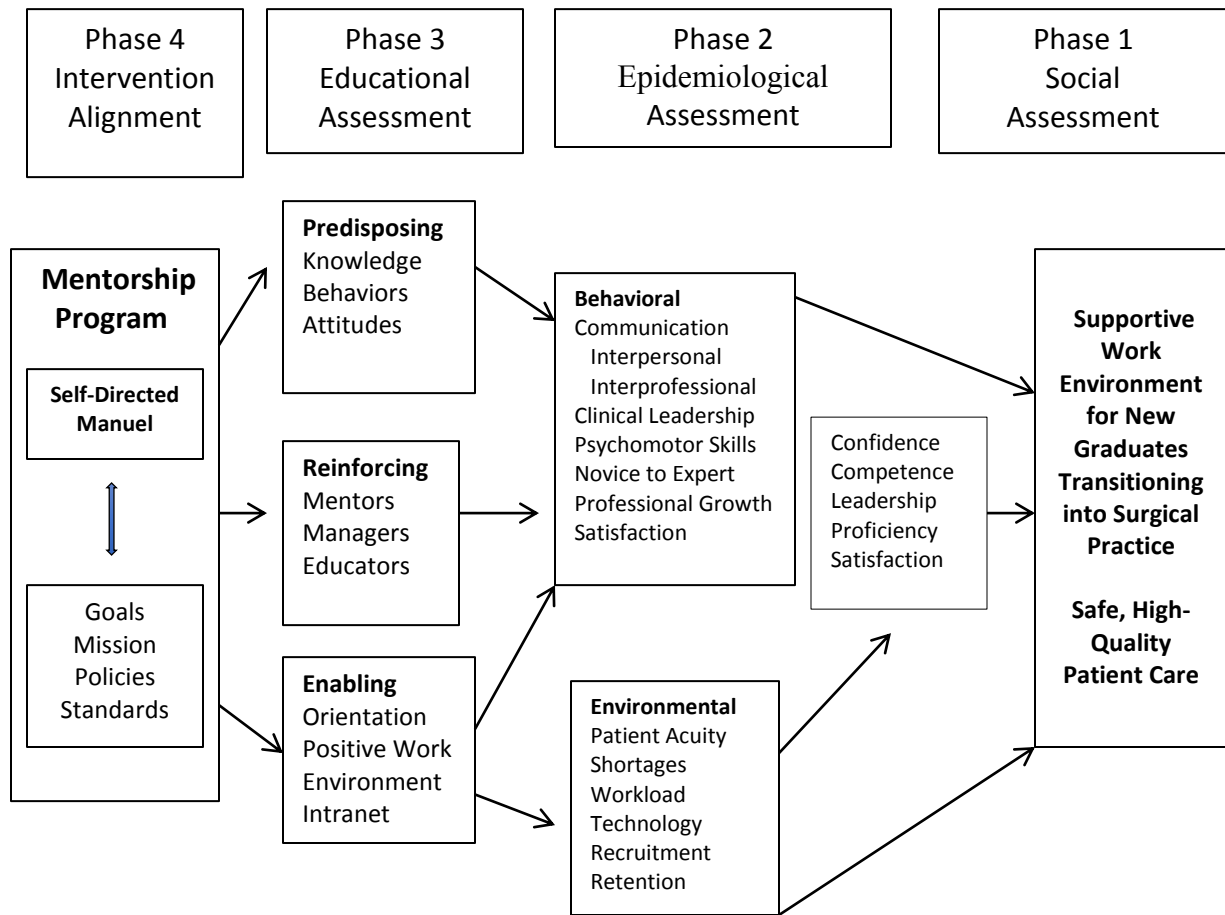 Phase 4
Intervention
Alignment
Phase 3
Educational
Assessment
Phase 2
Epidemiological
Assessment
Phase 1
Social
Assessment
Mentorship
Program
Self-Directed
Manuel
Goals
Mission
Policies
Standards
Predisposing
Knowledge
Behaviors
Attitudes
Reinforcing
Mentors
Managers
Educators
Enabling
Orientation
Positive Work
Environment
Intranet
Behavioral
Communication
Interpersonal
Interprofessional
Clinical Leadership
Psychomotor Skills
Novice to Expert
Professional Growth
Satisfaction
Environmental
Patient Acuity
Shortages
Workload
Technology
Recruitment
Retention
Confidence
Competence
Leadership
Proficiency
Satisfaction
Supportive
Work
Environment
for New
Graduates
Transitioning
into Surgical
Practice
Safe, High-
Quality
Patient Care